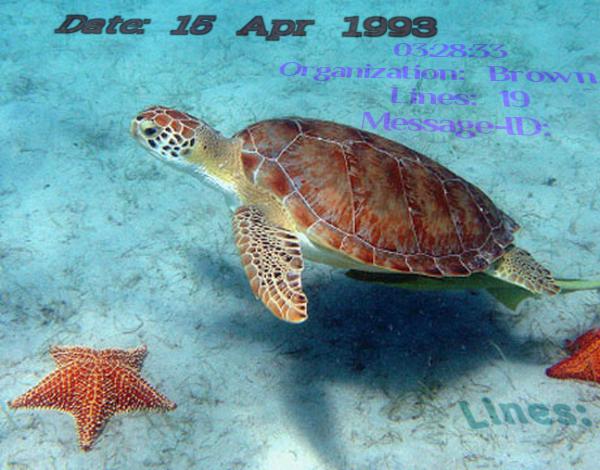 Date: 15 Apr 1993
03:28:33
Organization: Brown
Lines: 19
Message-ID:
Lines: